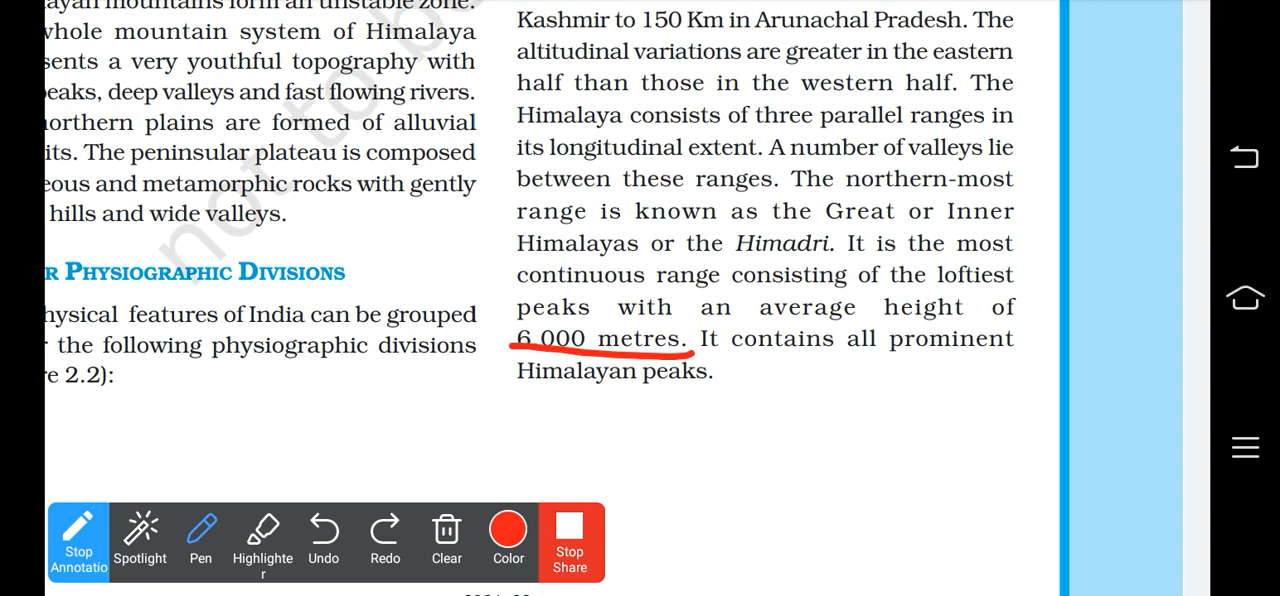 whole mountain system of Himalaya
sents a very youthful topography with
eaks, deep valleys and fast flowing rivers.
northern plains are formed of alluvial
its. The peninsular plateau is composed
eous and metamorphic rocks with gently
hills and wide valleys.
R PHYSIOGRAPHIC DIVISIONS
hysical features of India can be grouped
the following physiographic divisions
e 2.2):
Kashmir to 150 Km in Arunachal Pradesh. The
altitudinal variations are greater in the eastern
half than those in the western half. The
Himalaya consists of three parallel ranges in
its longitudinal extent. A number of valleys lie
between these ranges. The northern-most
range is known as the Great or Inner
Himalayas or the Himadri. It is the most
continuous range consisting of the loftiest
peaks with an average height of
6,000 metres. It contains all prominent
Himalayan peaks.
not to be
Stop Annotatio
Spotlight
Pen
Highlighter
Undo
Redo
Clear
Color
Stop Share